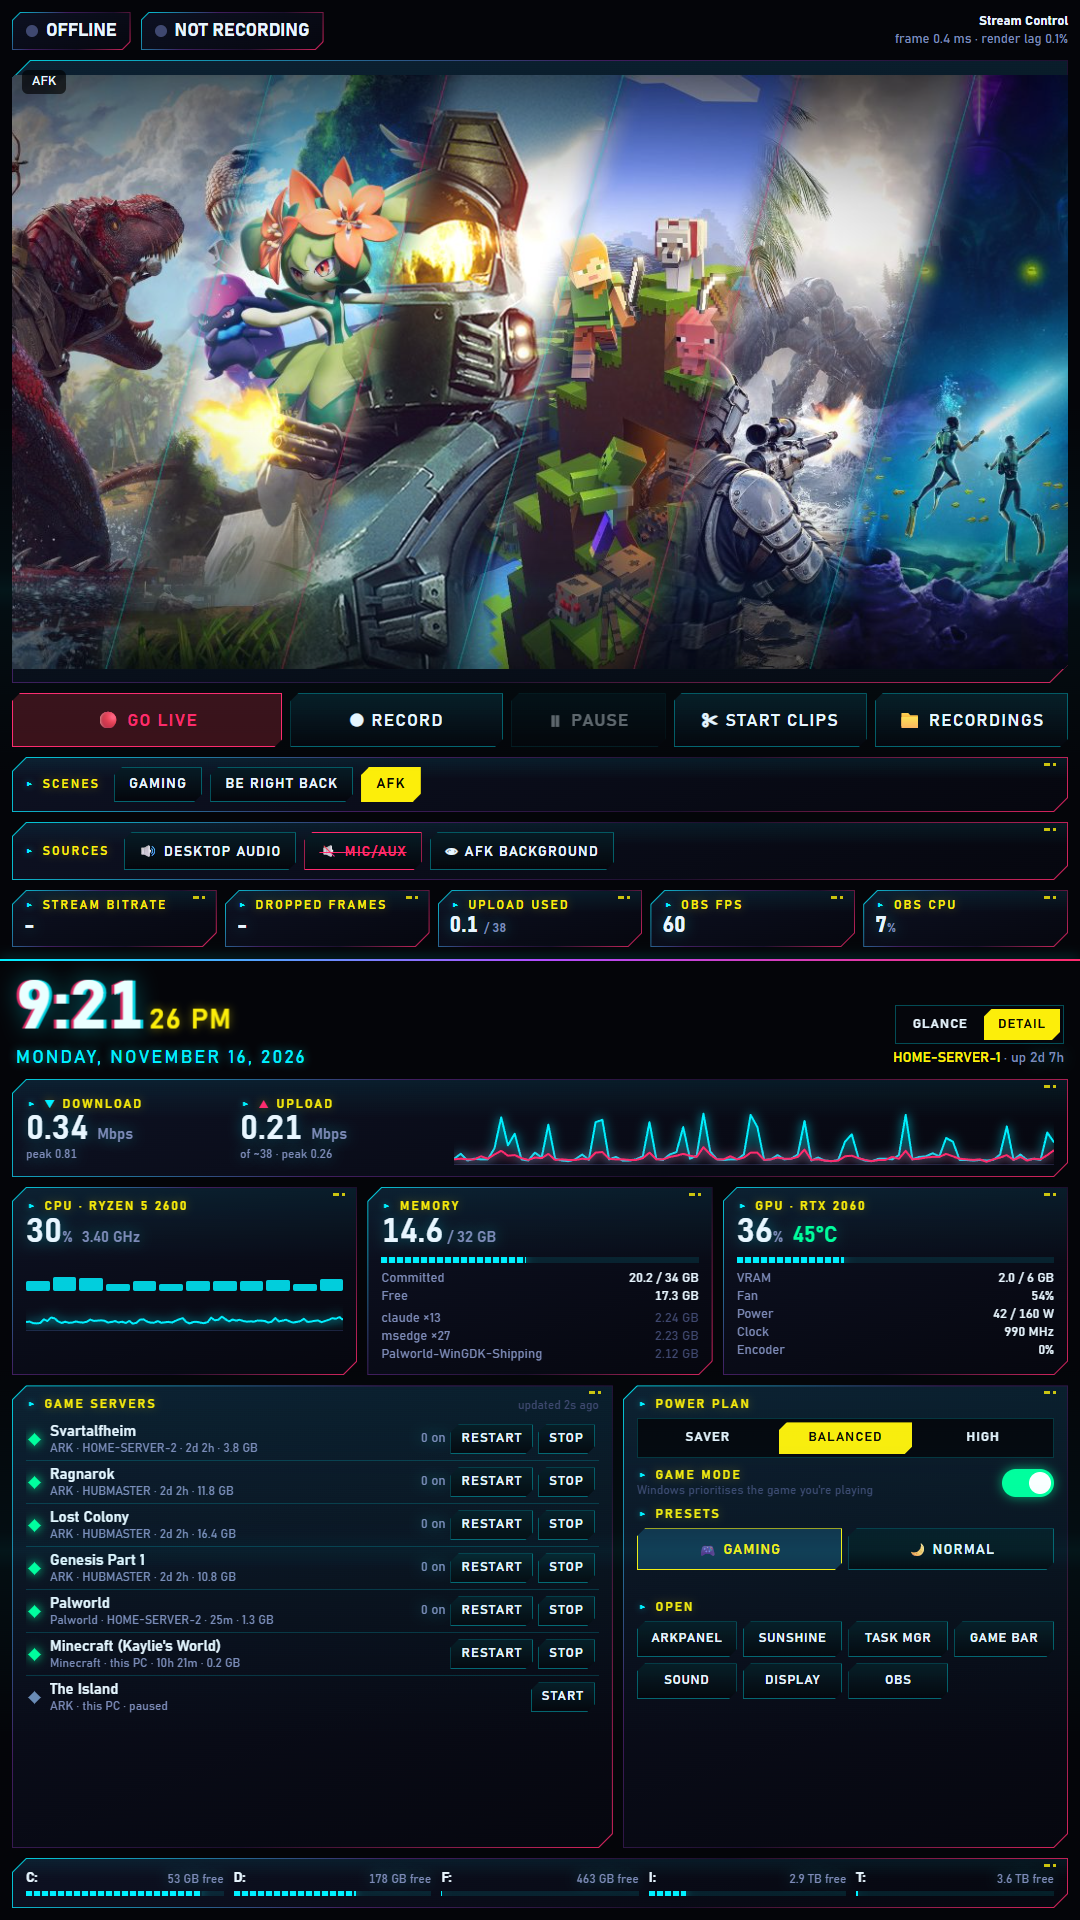 OFFLINE
NOT RECORDING
Stream Control
frame 0.4 ms · render lag 0.1%
AFK
GO LIVE
RECORD
PAUSE
START CLIPS
RECORDINGS
SCENES
GAMING
BE RIGHT BACK
AFK
SOURCES
DESKTOP AUDIO
MIC/AUX
AFK BACKGROUND
STREAM BITRATE
–
DROPPED FRAMES
–
UPLOAD USED
0.1 / 38
OBS FPS
60
OBS CPU
7%
9:21 26 PM
MONDAY, NOVEMBER 16, 2026
GLANCE
DETAIL
HOME-SERVER-1 · up 2d 7h
DOWNLOAD
0.34 Mbps
peak 0.81
UPLOAD
0.21 Mbps
of ~38 · peak 0.26
CPU · RYZEN 5 2600
30% 3.40 GHz
MEMORY
14.6 / 32 GB
Committed 20.2 / 34 GB
Free 17.3 GB
claude ×13 2.24 GB
msedge ×27 2.23 GB
Palworld-WinGDK-Shipping 2.12 GB
GPU · RTX 2060
36% 45°C
VRAM 2.0 / 6 GB
Fan 54%
Power 42 / 160 W
Clock 990 MHz
Encoder 0%
GAME SERVERS
updated 2s ago
Svartalfheim
ARK · HOME-SERVER-2 · 2d 2h · 3.8 GB
0 on RESTART STOP
Ragnarok
ARK · HUBMASTER · 2d 2h · 11.8 GB
0 on RESTART STOP
Lost Colony
ARK · HUBMASTER · 2d 2h · 16.4 GB
0 on RESTART STOP
Genesis Part 1
ARK · HUBMASTER · 2d 2h · 10.8 GB
0 on RESTART STOP
Palworld
Palworld · HOME-SERVER-2 · 25m · 1.3 GB
0 on RESTART STOP
Minecraft (Kaylie's World)
Minecraft · this PC · 10h 21m · 0.2 GB
RESTART STOP
The Island
ARK · this PC · paused
START
POWER PLAN
SAVER
BALANCED
HIGH
GAME MODE
Windows prioritises the game you're playing
PRESETS
GAMING
NORMAL
OPEN
ARKPANEL
SUNSHINE
TASK MGR
GAME BAR
SOUND
DISPLAY
OBS
C: 53 GB free
D: 178 GB free
F: 463 GB free
I: 2.9 TB free
T: 3.6 TB free